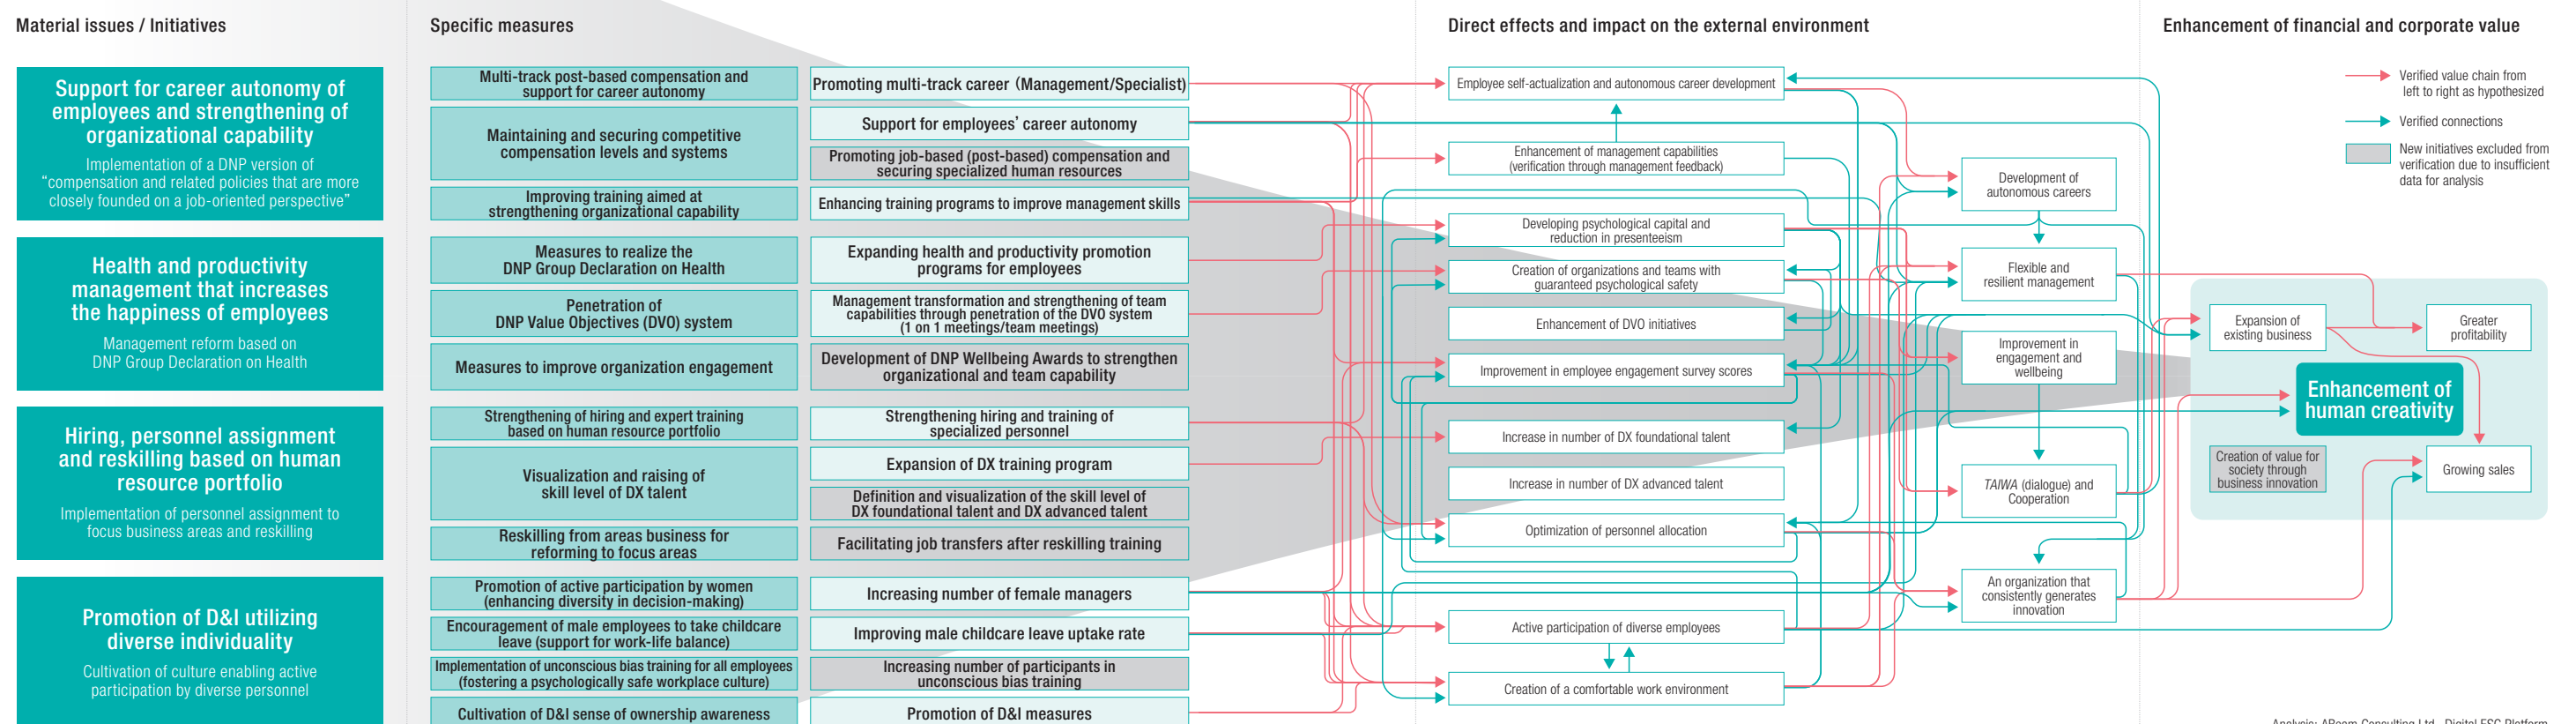 Material issues / Initiatives
Specific measures
Direct effects and impact on the external environment
Enhancement of financial and corporate value
Support for career autonomy of
employees and strengthening of
organizational capability
Implementation of a DNP version of
“compensation and related policies that are more
closely founded on a job-oriented perspective”
Health and productivity
management that increases
the happiness of employees
Management reform based on
DNP Group Declaration on Health
Hiring, personnel assignment
and reskilling based on human
resource portfolio
Implementation of personnel assignment to
focus business areas and reskilling
Promotion of D&I utilizing
diverse individuality
Cultivation of culture enabling active
participation by diverse personnel
Multi-track post-based compensation and
support for career autonomy
Maintaining and securing competitive
compensation levels and systems
Improving training aimed at
strengthening organizational capability
Measures to realize the
DNP Group Declaration on Health
Penetration of
DNP Value Objectives (DVO) system
Measures to improve organization engagement
Strengthening of hiring and expert training
based on human resource portfolio
Visualization and raising of
skill level of DX talent
Reskilling from areas business for
reforming to focus areas
Promotion of active participation by women
(enhancing diversity in decision-making)
Encouragement of male employees to take childcare
leave (support for work-life balance)
Implementation of unconscious bias training for all employees
(fostering a psychologically safe workplace culture)
Cultivation of D&I sense of ownership awareness
Promoting multi-track career (Management/Specialist)
Support for employees’ career autonomy
Promoting job-based (post-based) compensation and
securing specialized human resources
Enhancing training programs to improve management skills
Expanding health and productivity promotion
programs for employees
Management transformation and strengthening of team
capabilities through penetration of the DVO system
(1 on 1 meetings/team meetings)
Development of DNP Wellbeing Awards to strengthen
organizational and team capability
Strengthening hiring and training of
specialized personnel
Expansion of DX training program
Definition and visualization of the skill level of
DX foundational talent and DX advanced talent
Facilitating job transfers after reskilling training
Increasing number of female managers
Improving male childcare leave uptake rate
Increasing number of participants in
unconscious bias training
Promotion of D&I measures
Employee self-actualization and autonomous career development
Enhancement of management capabilities
(verification through management feedback)
Developing psychological capital and
reduction in presenteeism
Creation of organizations and teams with
guaranteed psychological safety
Enhancement of DVO initiatives
Improvement in employee engagement survey scores
Increase in number of DX foundational talent
Increase in number of DX advanced talent
Optimization of personnel allocation
Active participation of diverse employees
Creation of a comfortable work environment
Development of
autonomous careers
Flexible and
resilient management
Improvement in
engagement and
wellbeing
TAIWA (dialogue) and
Cooperation
An organization that
consistently generates
innovation
Verified value chain from
left to right as hypothesized
Verified connections
New initiatives excluded from
verification due to insufficient
data for analysis
Expansion of
existing business
Greater
profitability
Enhancement of
human creativity
Creation of value for
society through
business innovation
Growing sales
Analysis: ABeam Consulting Ltd., Digital ESG Platform